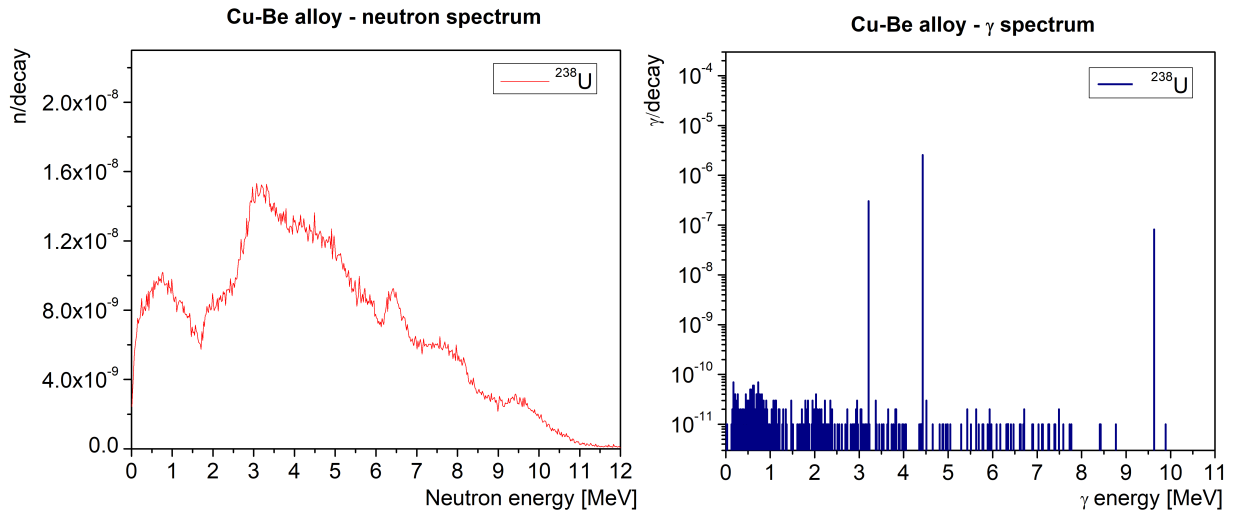 Cu-Be alloy - neutron spectrum
n/decay
²³⁸U
2.0x10⁻⁸
1.6x10⁻⁸
1.2x10⁻⁸
8.0x10⁻⁹
4.0x10⁻⁹
0.0
0 1 2 3 4 5 6 7 8 9 10 11 12
Neutron energy [MeV]
Cu-Be alloy - γ spectrum
γ/decay
²³⁸U
10⁻⁴
10⁻⁵
10⁻⁶
10⁻⁷
10⁻⁸
10⁻⁹
10⁻¹⁰
10⁻¹¹
0 1 2 3 4 5 6 7 8 9 10 11
γ energy [MeV]